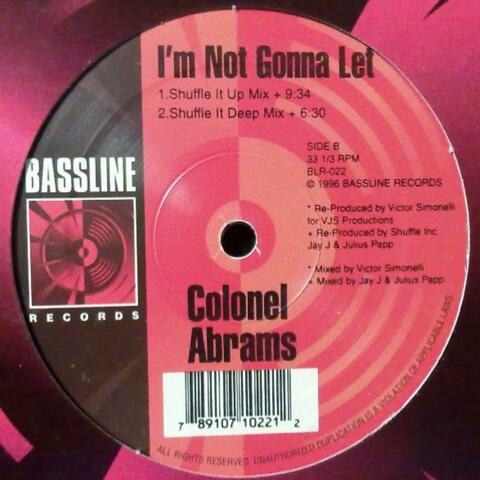 I'm Not Gonna Let
1.Shuffle It Up Mix + 9:34
2.Shuffle It Deep Mix + 6:30
SIDE B
33 1/3 RPM
BLR-022
© 1996 BASSLINE RECORDS
BASSLINE
RECORDS
* Re-Produced by Victor Simonelli
for VJS Productions
+ Re-Produced by Shuffle Inc
Jay J & Julius Papp
* Mixed by Victor Simonelli
+ Mixed by Jay J & Julius Papp
Colonel
Abrams
7 89107 10221 2
ALL RIGHTS RESERVED. UNAUTHORIZED DUPLICATION IS A VIOLATION OF APPLICABLE LAWS.